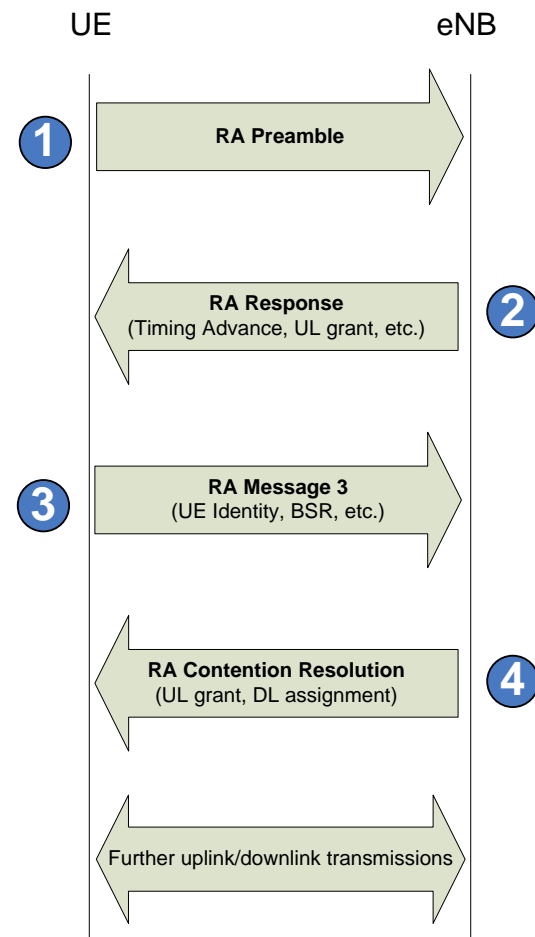 UE
eNB
1
RA Preamble
RA Response
(Timing Advance, UL grant, etc.)
2
3
RA Message 3
(UE Identity, BSR, etc.)
RA Contention Resolution
(UL grant, DL assignment)
4
Further uplink/downlink transmissions